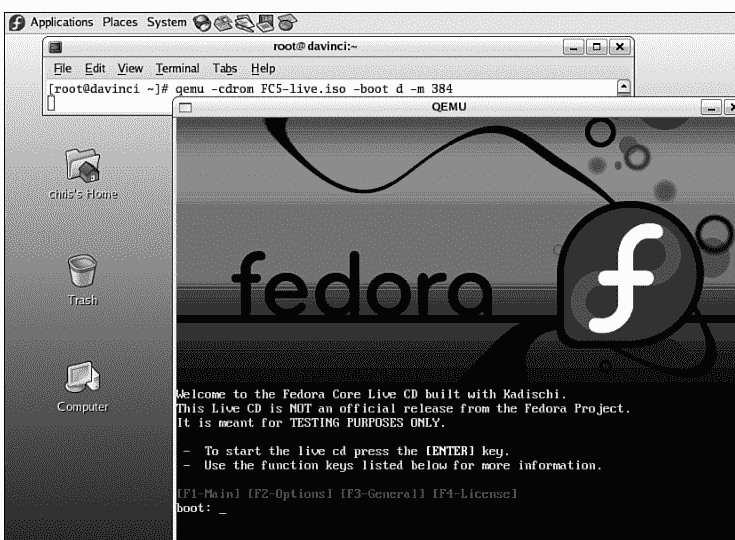 Applications Places System
root@davinci:~
File Edit View Terminal Tabs Help
[root@davinci ~]# qemu -cdrom FC5-live.iso -boot d -m 384
QEMU
chris's Home
Trash
Computer
fedora
Welcome to the Fedora Core Live CD built with Kadischi.
This Live CD is NOT an official release from the Fedora Project.
It is meant for TESTING PURPOSES ONLY.
- To start the live cd press the [ENTER] key.
- Use the function keys listed below for more information.
[F1-Main] [F2-Options] [F3-General] [F4-License]
boot: _